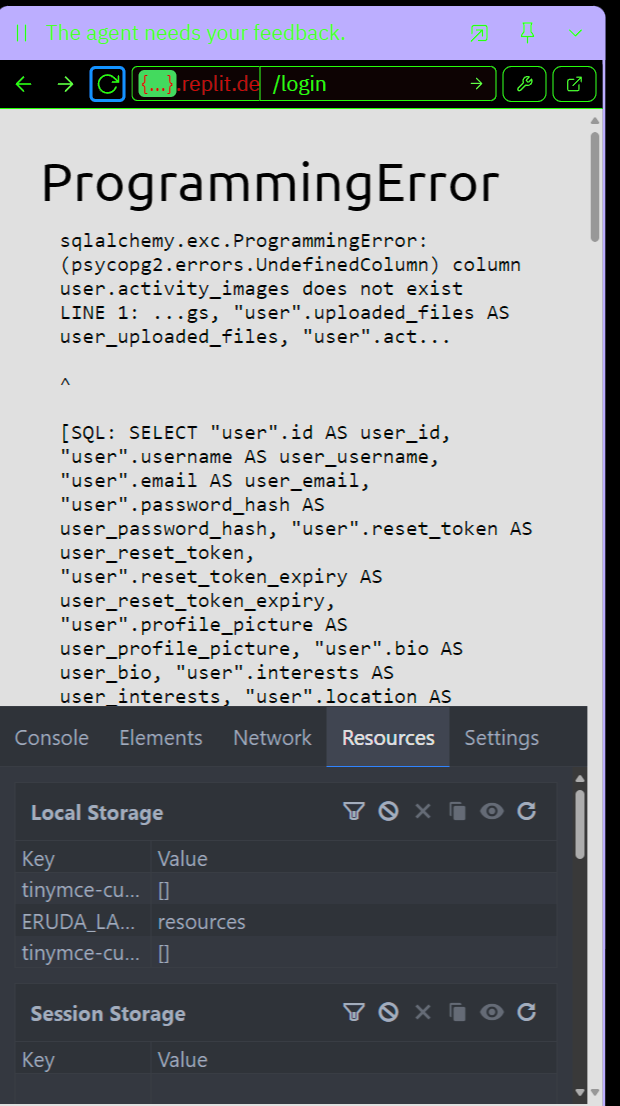 The agent needs your feedback.
{...}.replit.de /login
ProgrammingError
sqlalchemy.exc.ProgrammingError:
(psycopg2.errors.UndefinedColumn) column
user.activity_images does not exist
LINE 1: ...gs, "user".uploaded_files AS
user_uploaded_files, "user".act...
^
[SQL: SELECT "user".id AS user_id,
"user".username AS user_username,
"user".email AS user_email,
"user".password_hash AS
user_password_hash, "user".reset_token AS
user_reset_token,
"user".reset_token_expiry AS
user_reset_token_expiry,
"user".profile_picture AS
user_profile_picture, "user".bio AS
user_bio, "user".interests AS
user_interests, "user".location AS
Console Elements Network Resources Settings
Local Storage
Key Value
tinymce-cu... []
ERUDA_LA... resources
tinymce-cu... []
Session Storage
Key Value